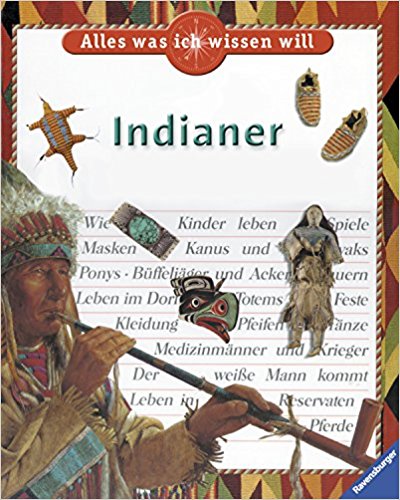 Alles was ich wissen will
Indianer
Wie Kinder leben Spiele
Masken Kanus und
Ponys · Büffeljäger und Acker
Leben im Dorf Totems Feste
Kleidung Pfeifen Tänze
Medizinmänner und Krieger
Der weiße Mann kommt
Leben in Reservaten
Pferde
Ravensburger